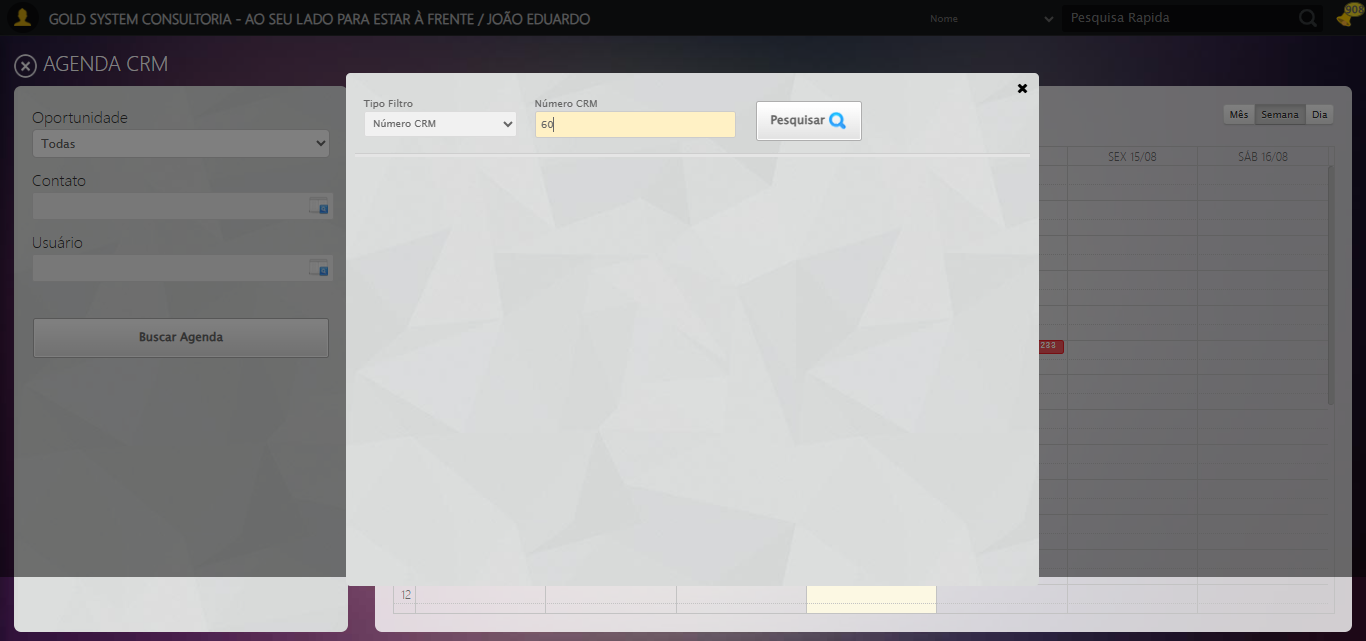 GOLD SYSTEM CONSULTORIA - AO SEU LADO PARA ESTAR À FRENTE / JOÃO EDUARDO
Nome
Pesquisa Rapida
908
AGENDA CRM
Oportunidade
Todas
Contato
Usuário
Buscar Agenda
Tipo Filtro
Número CRM
Número CRM
60
Pesquisar
Mês
Semana
Dia
SEX 15/08
SÁB 16/08
233
12